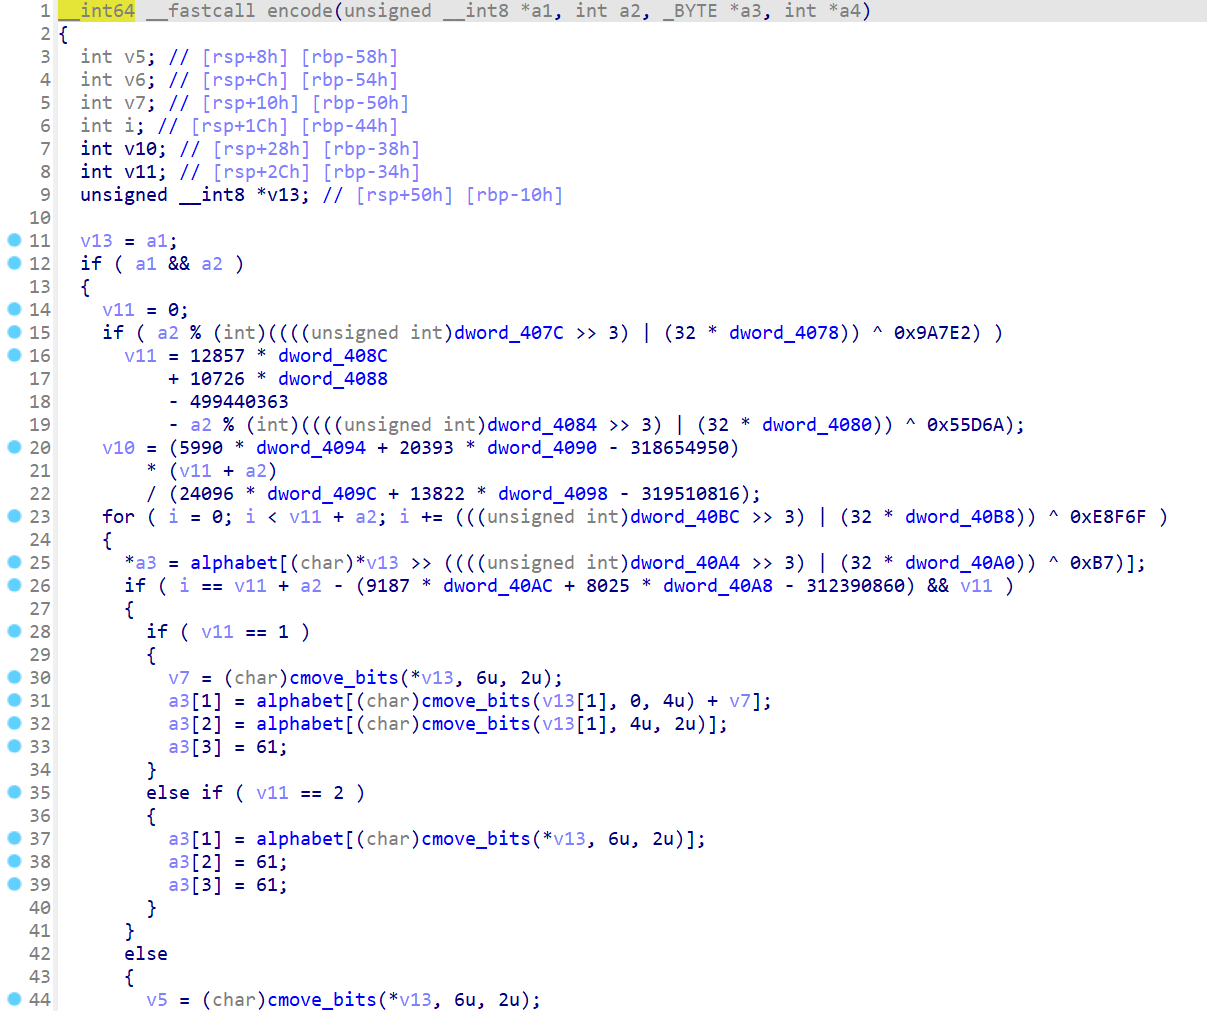 1 __int64 __fastcall encode(unsigned __int8 *a1, int a2, _BYTE *a3, int *a4)
2 {
3   int v5; // [rsp+8h] [rbp-58h]
4   int v6; // [rsp+Ch] [rbp-54h]
5   int v7; // [rsp+10h] [rbp-50h]
6   int i; // [rsp+1Ch] [rbp-44h]
7   int v10; // [rsp+28h] [rbp-38h]
8   int v11; // [rsp+2Ch] [rbp-34h]
9   unsigned __int8 *v13; // [rsp+50h] [rbp-10h]
10
11   v13 = a1;
12   if ( a1 && a2 )
13   {
14     v11 = 0;
15     if ( a2 % (int)((((unsigned int)dword_407C >> 3) | (32 * dword_4078)) ^ 0x9A7E2) )
16       v11 = 12857 * dword_408C
17           + 10726 * dword_4088
18           - 499440363
19           - a2 % (int)((((unsigned int)dword_4084 >> 3) | (32 * dword_4080)) ^ 0x55D6A);
20     v10 = (5990 * dword_4094 + 20393 * dword_4090 - 318654950)
21         * (v11 + a2)
22         / (24096 * dword_409C + 13822 * dword_4098 - 319510816);
23     for ( i = 0; i < v11 + a2; i += (((unsigned int)dword_40BC >> 3) | (32 * dword_40B8)) ^ 0xE8F6F )
24     {
25       *a3 = alphabet[(char)*v13 >> ((((unsigned int)dword_40A4 >> 3) | (32 * dword_40A0)) ^ 0xB7)];
26       if ( i == v11 + a2 - (9187 * dword_40AC + 8025 * dword_40A8 - 312390860) && v11 )
27       {
28         if ( v11 == 1 )
29         {
30           v7 = (char)cmove_bits(*v13, 6u, 2u);
31           a3[1] = alphabet[(char)cmove_bits(v13[1], 0, 4u) + v7];
32           a3[2] = alphabet[(char)cmove_bits(v13[1], 4u, 2u)];
33           a3[3] = 61;
34         }
35         else if ( v11 == 2 )
36         {
37           a3[1] = alphabet[(char)cmove_bits(*v13, 6u, 2u)];
38           a3[2] = 61;
39           a3[3] = 61;
40         }
41       }
42       else
43       {
44         v5 = (char)cmove_bits(*v13, 6u, 2u);